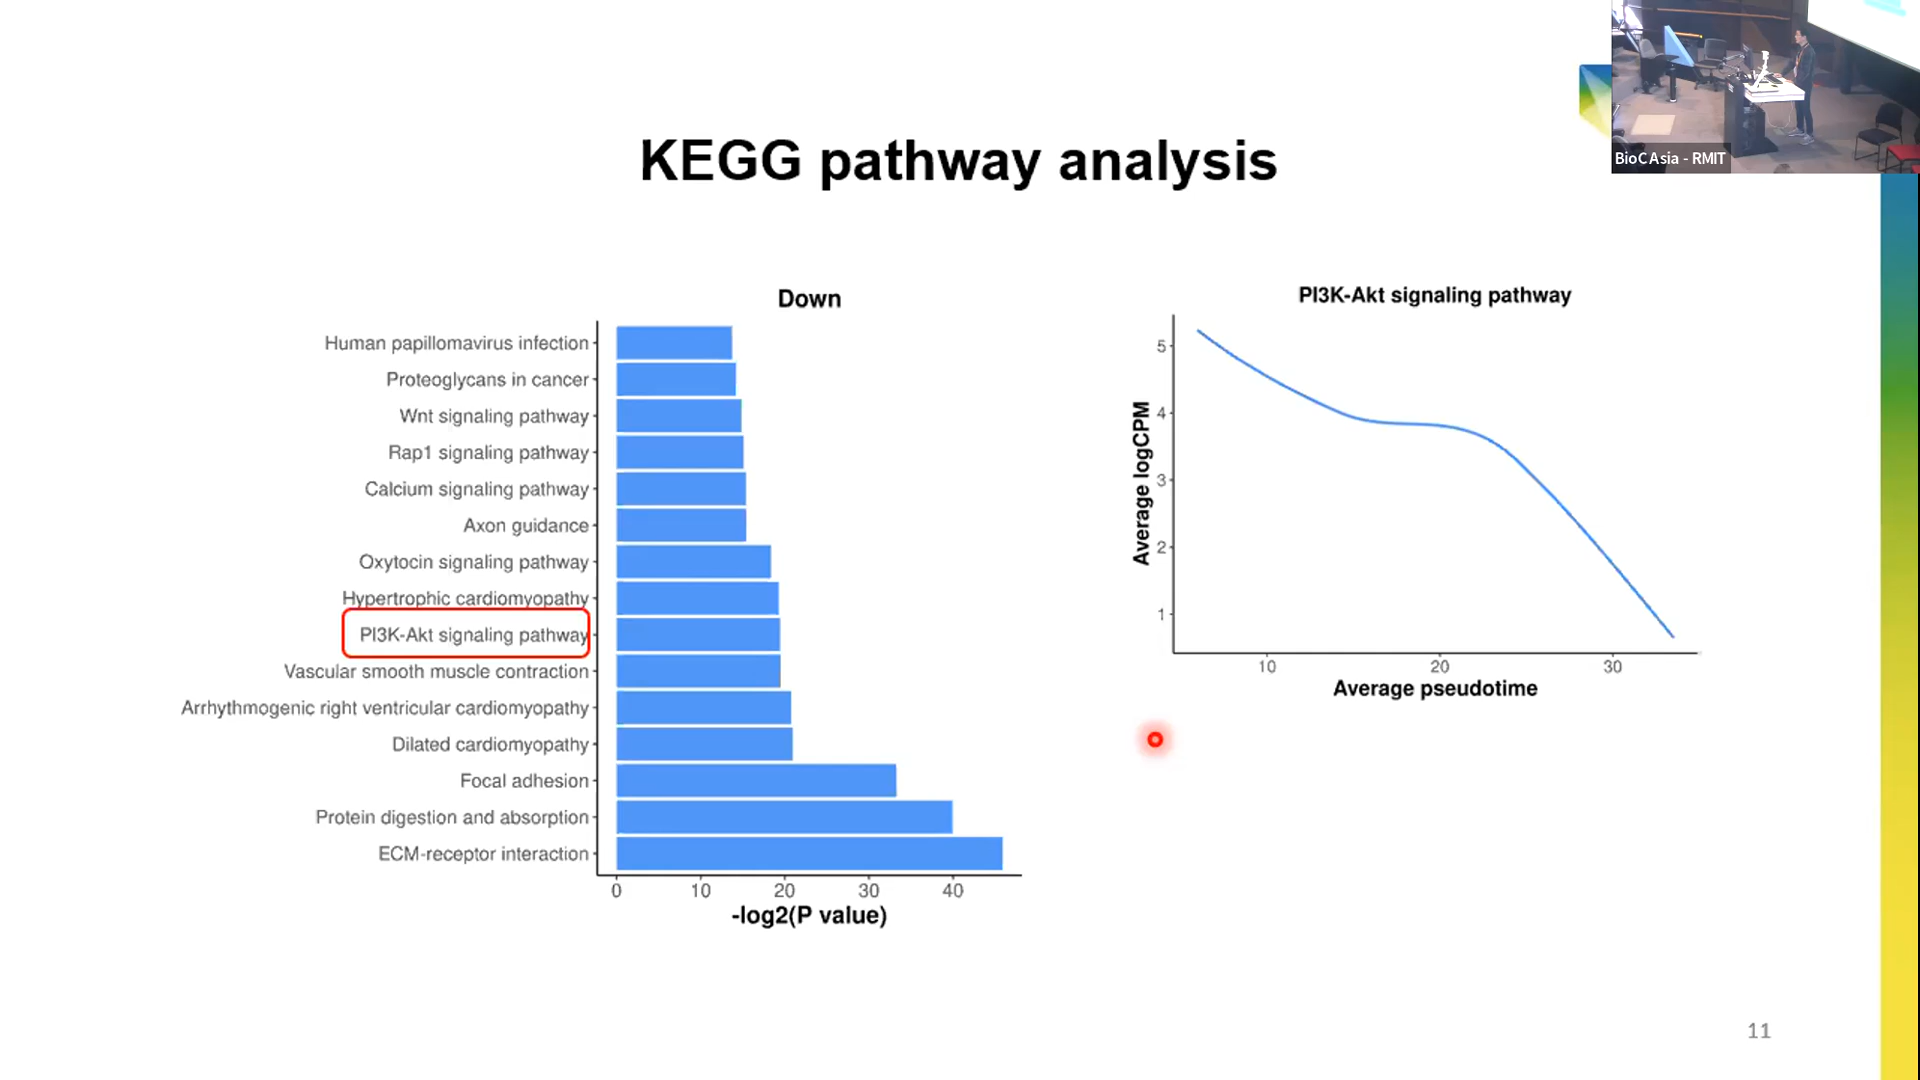 BioC Asia - RMIT
KEGG pathway analysis
Down
Human papillomavirus infection
Proteoglycans in cancer
Wnt signaling pathway
Rap1 signaling pathway
Calcium signaling pathway
Axon guidance
Oxytocin signaling pathway
Hypertrophic cardiomyopathy
PI3K-Akt signaling pathway
Vascular smooth muscle contraction
Arrhythmogenic right ventricular cardiomyopathy
Dilated cardiomyopathy
Focal adhesion
Protein digestion and absorption
ECM-receptor interaction
0 10 20 30 40
-log2(P value)
PI3K-Akt signaling pathway
Average logCPM
5
4
3
2
1
10 20 30
Average pseudotime
11